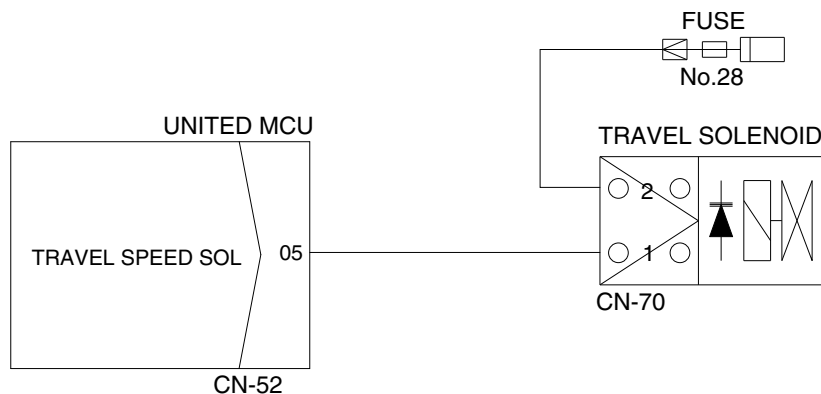 FUSE
No.28
UNITED MCU
TRAVEL SOLENOID
2
TRAVEL SPEED SOL
05
1
CN-70
CN-52